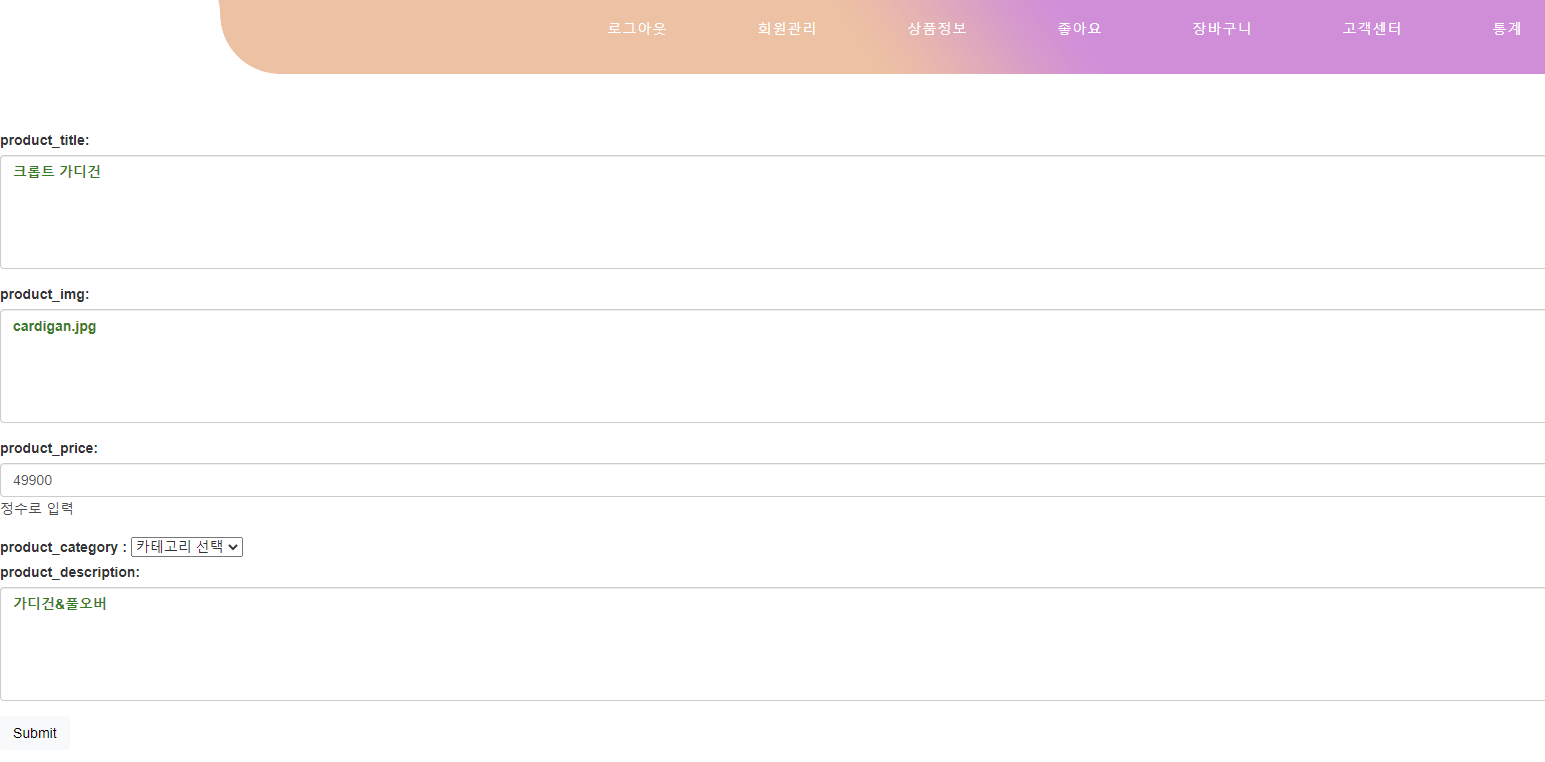 로그아웃 회원관리 상품정보 좋아요 장바구니 고객센터 통계
product_title:
크롭트 가디건
product_img:
cardigan.jpg
product_price:
49900
정수로 입력
product_category : 카테고리 선택
product_description:
가디건&풀오버
Submit